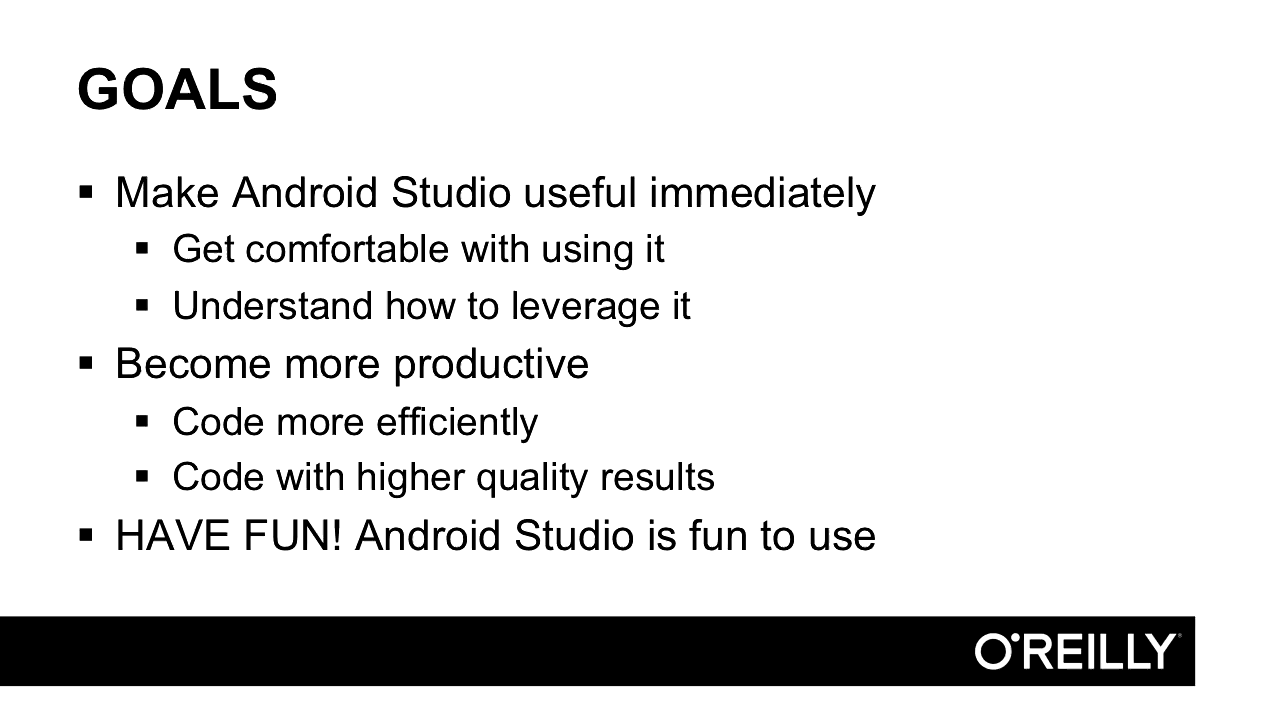 GOALS
▪ Make Android Studio useful immediately
▪ Get comfortable with using it
▪ Understand how to leverage it
▪ Become more productive
▪ Code more efficiently
▪ Code with higher quality results
▪ HAVE FUN! Android Studio is fun to use
O'REILLY®